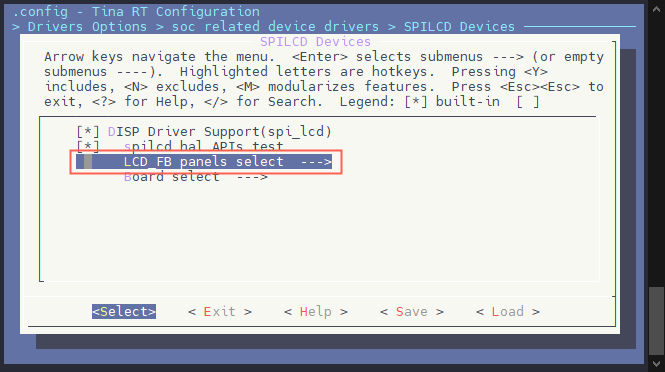 .config - Tina RT Configuration
> Drivers Options > soc related device drivers > SPILCD Devices
SPILCD Devices
Arrow keys navigate the menu.  <Enter> selects submenus ---> (or empty
submenus ----).  Highlighted letters are hotkeys.  Pressing <Y>
includes, <N> excludes, <M> modularizes features.  Press <Esc><Esc> to
exit, <?> for Help, </> for Search.  Legend: [*] built-in  [ ]
[*] DISP Driver Support(spi_lcd)
[*]   spilcd hal APIs test
LCD_FB panels select  --->
Board select  --->
<Select>    < Exit >    < Help >    < Save >    < Load >